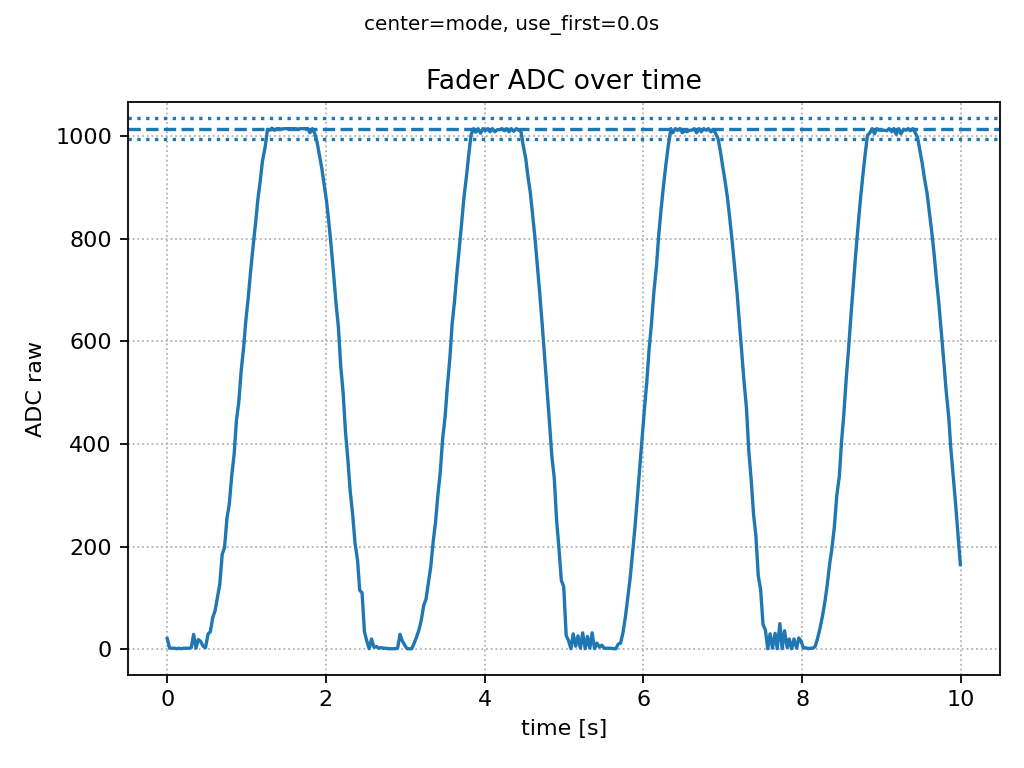 center=mode, use_first=0.0s
Fader ADC over time
1000
800
600
400
200
0
ADC raw
0 2 4 6 8 10
time [s]